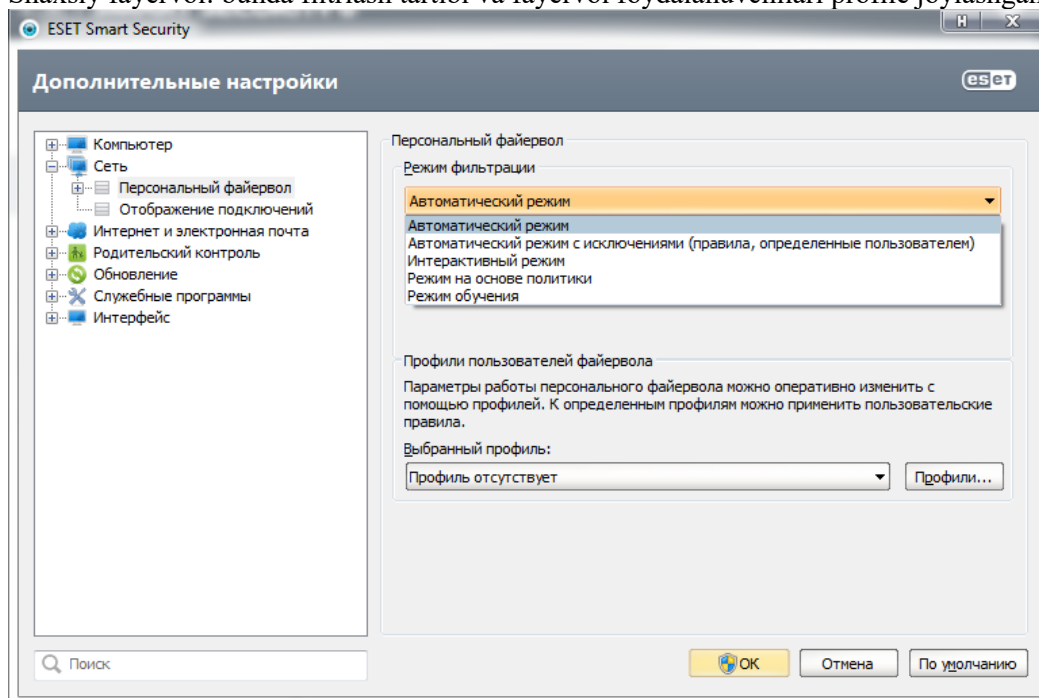 ESET Smart Security
H X
Дополнительные настройки
eset
Компьютер
Сеть
Персональный файервол
Отображение подключений
Интернет и электронная почта
Родительский контроль
Обновление
Служебные программы
Интерфейс
Персональный файервол
Режим фильтрации
Автоматический режим
Автоматический режим
Автоматический режим с исключениями (правила, определенные пользователем)
Интерактивный режим
Режим на основе политики
Режим обучения
Профили пользователей файервола
Параметры работы персонального файервола можно оперативно изменить с
помощью профилей. К определенным профилям можно применить пользовательские
правила.
Выбранный профиль:
Профиль отсутствует
Профили...
Поиск
OK
Отмена
По умолчанию